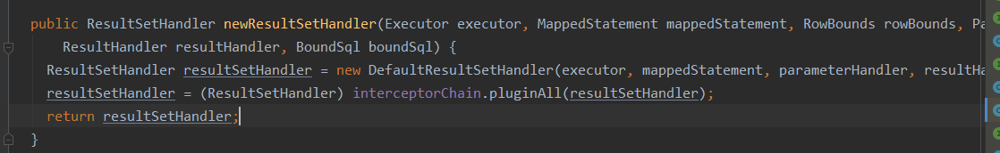 public ResultSetHandler newResultSetHandler(Executor executor, MappedStatement mappedStatement, RowBounds rowBounds, Pa
ResultHandler resultHandler, BoundSql boundSql) {
ResultSetHandler resultSetHandler = new DefaultResultSetHandler(executor, mappedStatement, parameterHandler, resultHa
resultSetHandler = (ResultSetHandler) interceptorChain.pluginAll(resultSetHandler);
return resultSetHandler;
}